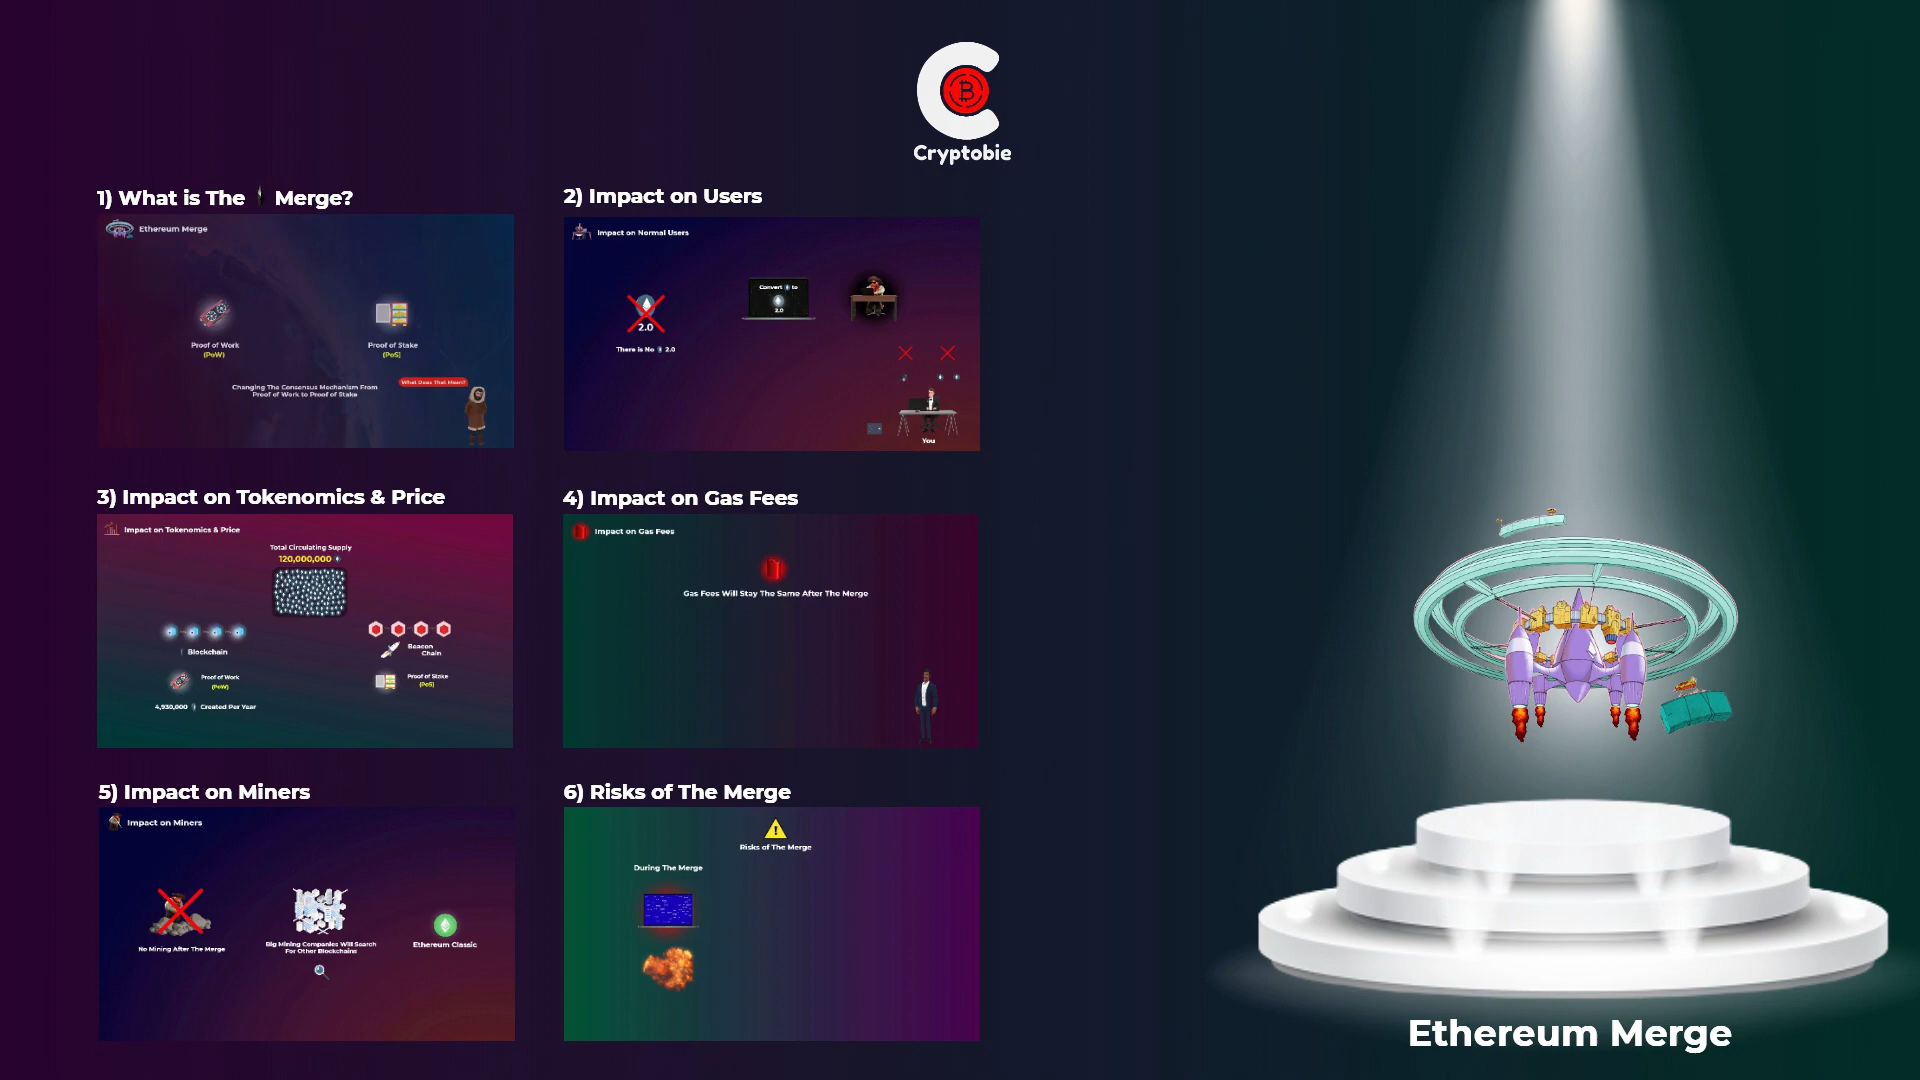 Cryptobie
1) What is The Merge?
Ethereum Merge
Proof of Work
(PoW)
Proof of Stake
(PoS)
What Does That Mean?
Changing The Consensus Mechanism From
Proof of Work to Proof of Stake
2) Impact on Users
Impact on Normal Users
2.0
There is No 2.0
Convert to
2.0
You
3) Impact on Tokenomics & Price
Impact on Tokenomics & Price
Total Circulating Supply
120,000,000
Blockchain
Proof of Work
(PoW)
4,930,000 Created Per Year
Beacon
Chain
Proof of Stake
(PoS)
4) Impact on Gas Fees
Impact on Gas Fees
Gas Fees Will Stay The Same After The Merge
5) Impact on Miners
Impact on Miners
No Mining After The Merge
Big Mining Companies Will Search
For Other Blockchains
Ethereum Classic
6) Risks of The Merge
Risks of The Merge
During The Merge
Ethereum Merge